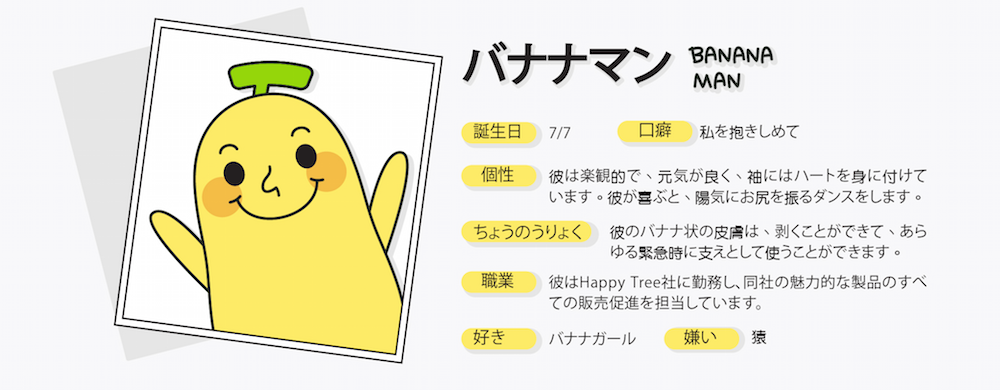 バナナマン BANANA
MAN
誕生日 7/7 口癖 私を抱きしめて
個性 彼は楽観的で、元気が良く、袖にはハートを身に付けて
います。彼が喜ぶと、陽気にお尻を振るダンスをします。
ちょうのうりょく 彼のバナナ状の皮膚は、剥くことができて、あら
ゆる緊急時に支えとして使うことができます。
職業 彼はHappy Tree社に勤務し、同社の魅力的な製品のすべ
ての販売促進を担当しています。
好き バナナガール 嫌い 猿